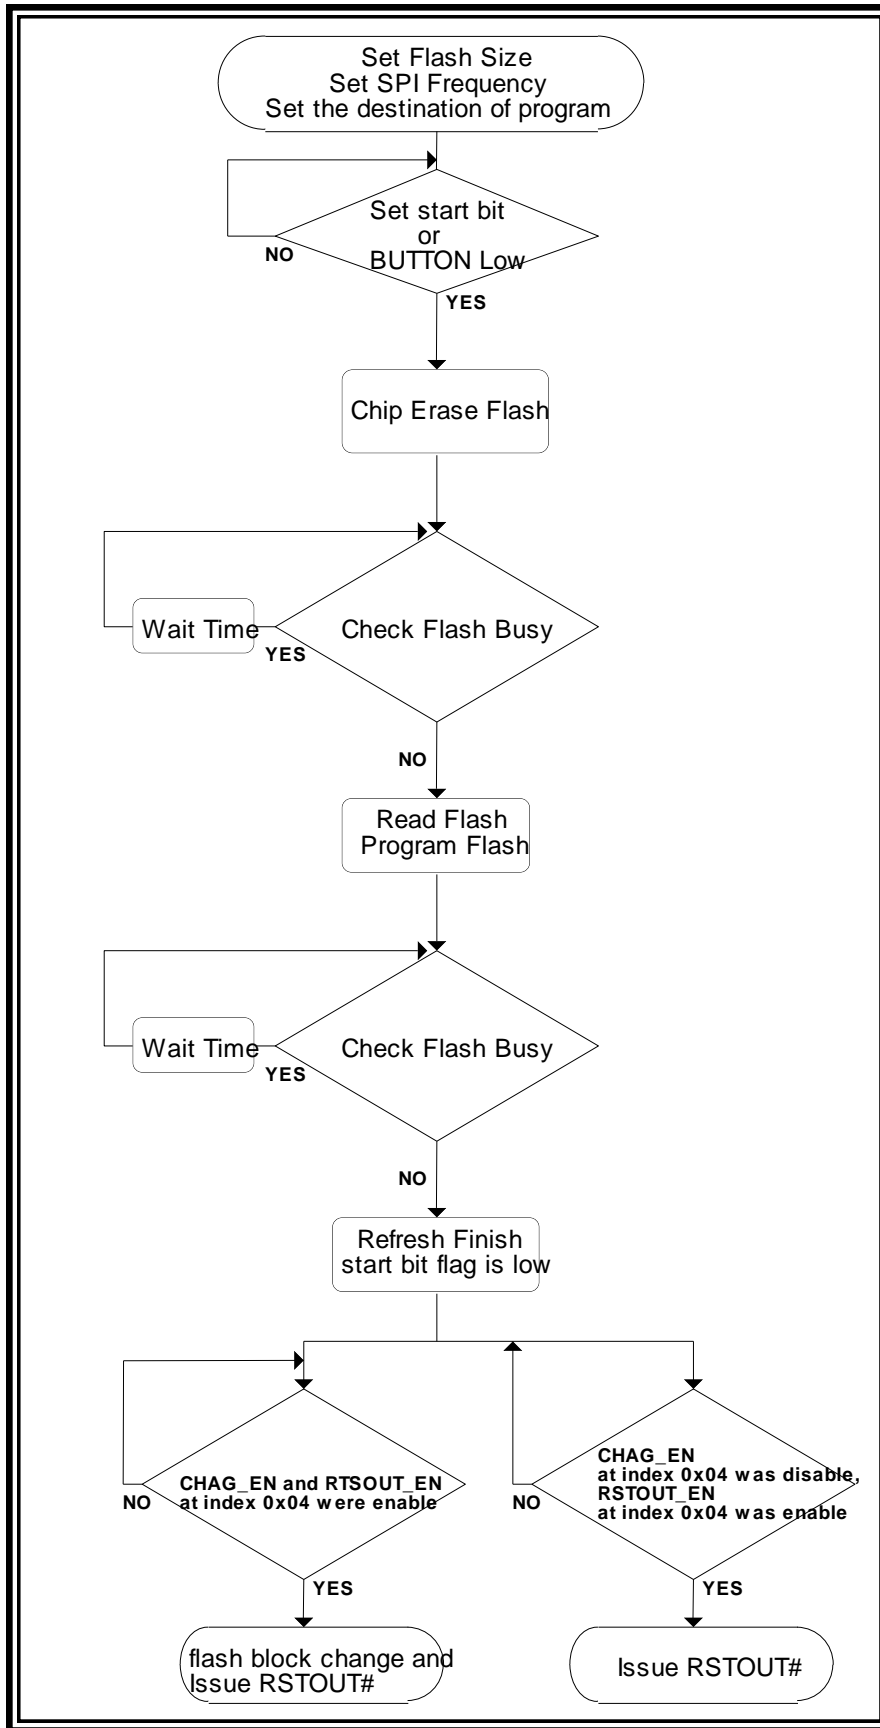 Set Flash Size
Set SPI Frequency
Set the destination of program
Set start bit
or
BUTTON Low
NO
YES
Chip Erase Flash
Wait Time
Check Flash Busy
YES
NO
Read Flash
Program Flash
Wait Time
Check Flash Busy
YES
NO
Refresh Finish
start bit flag is low
CHAG_EN and RTSOUT_EN
at index 0x04 were enable
NO
YES
CHAG_EN
at index 0x04 was disable,
RSTOUT_EN
at index 0x04 was enable
NO
YES
flash block change and
Issue RSTOUT#
Issue RSTOUT#